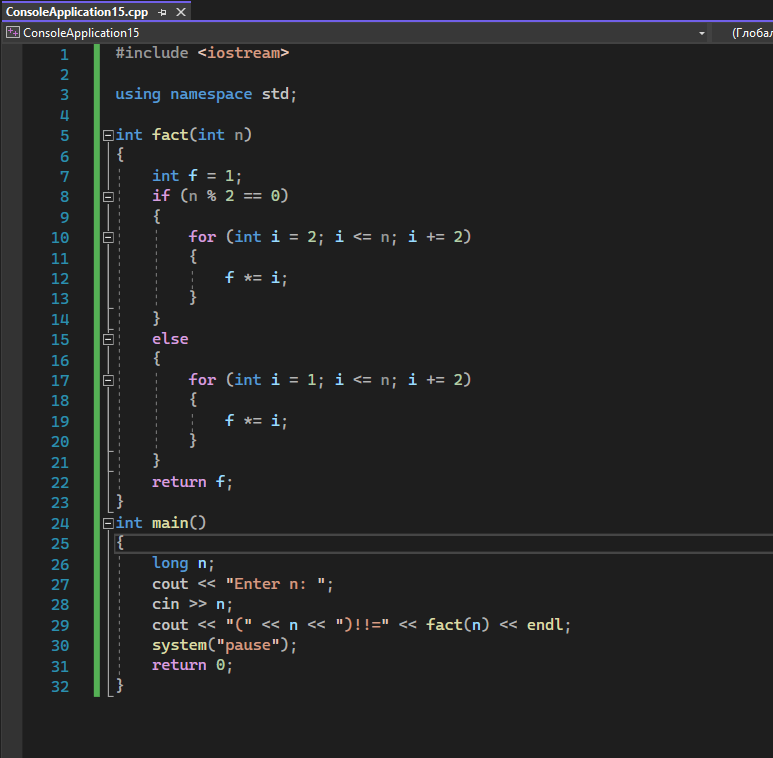 ConsoleApplication15.cpp
ConsoleApplication15 (Глобал
1 #include <iostream>
2
3 using namespace std;
4
5 int fact(int n)
6 {
7 int f = 1;
8 if (n % 2 == 0)
9 {
10 for (int i = 2; i <= n; i += 2)
11 {
12 f *= i;
13 }
14 }
15 else
16 {
17 for (int i = 1; i <= n; i += 2)
18 {
19 f *= i;
20 }
21 }
22 return f;
23 }
24 int main()
25 {
26 long n;
27 cout << "Enter n: ";
28 cin >> n;
29 cout << "(" << n << ")!!=" << fact(n) << endl;
30 system("pause");
31 return 0;
32 }